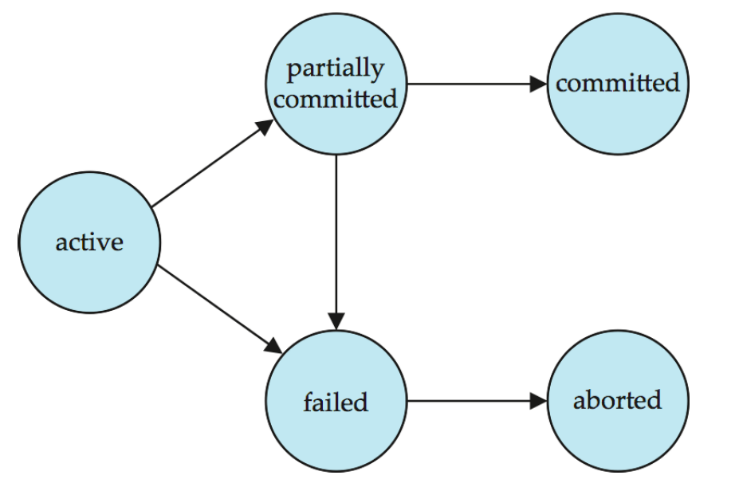 partially
committed
committed
active
failed
aborted